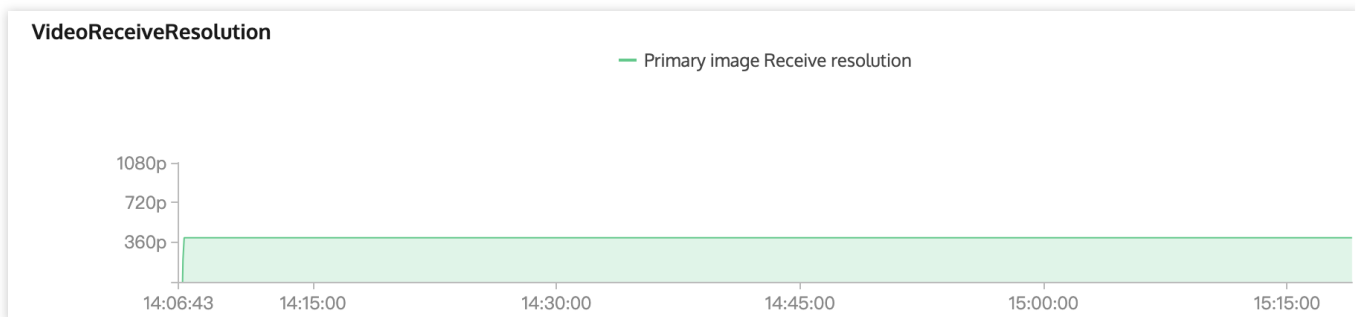 VideoReceiveResolution
Primary image Receive resolution
1080p
720p
360p
14:06:43 14:15:00 14:30:00 14:45:00 15:00:00 15:15:00